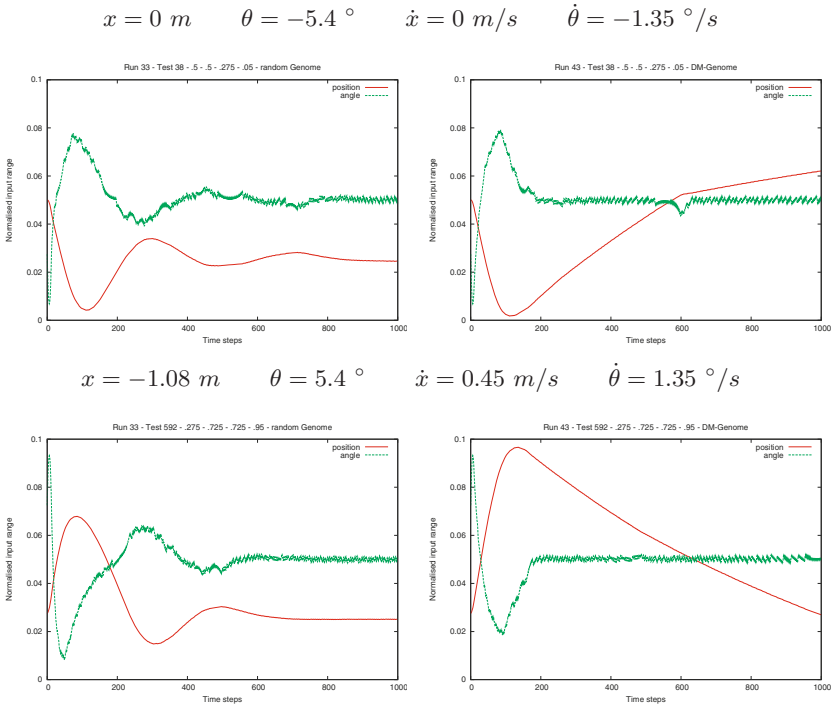 x = 0 m θ = −5.4 ° ẋ = 0 m/s θ̇ = −1.35 °/s
Run 33 - Test 38 - .5 - .5 - .275 - .05 - random Genome
position
angle
Normalised input range
0.1
0.08
0.06
0.04
0.02
0
0 200 400 600 800 1000
Time steps
Run 43 - Test 38 - .5 - .5 - .275 - .05 - DM-Genome
position
angle
Normalised input range
0.1
0.08
0.06
0.04
0.02
0
0 200 400 600 800 1000
Time steps
x = −1.08 m θ = 5.4 ° ẋ = 0.45 m/s θ̇ = 1.35 °/s
Run 33 - Test 592 - .275 - .725 - .725 - .95 - random Genome
position
angle
Normalised input range
0.1
0.08
0.06
0.04
0.02
0
0 200 400 600 800 1000
Time steps
Run 43 - Test 592 - .275 - .725 - .725 - .95 - DM-Genome
position
angle
Normalised input range
0.1
0.08
0.06
0.04
0.02
0
0 200 400 600 800 1000
Time steps